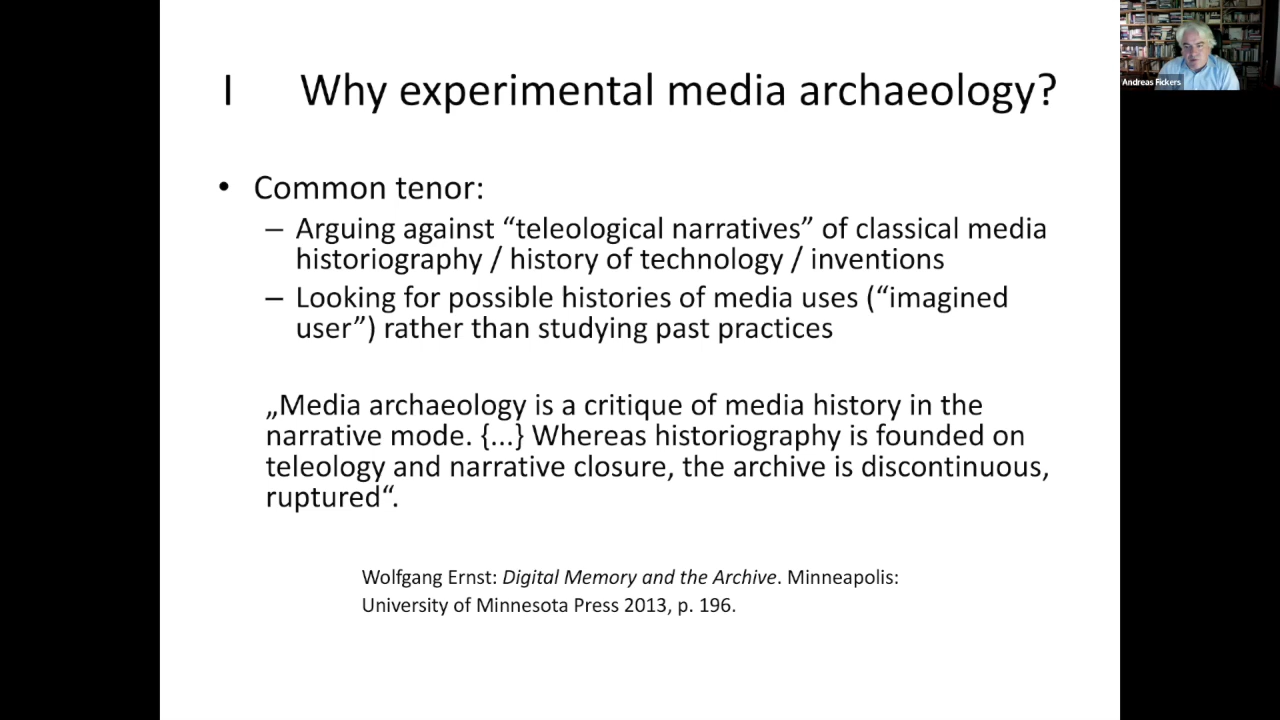 I Why experimental media archaeology?
• Common tenor:
– Arguing against “teleological narratives” of classical media
historiography / history of technology / inventions
– Looking for possible histories of media uses (“imagined
user”) rather than studying past practices
„Media archaeology is a critique of media history in the
narrative mode. {...} Whereas historiography is founded on
teleology and narrative closure, the archive is discontinuous,
ruptured“.
Wolfgang Ernst: Digital Memory and the Archive. Minneapolis:
University of Minnesota Press 2013, p. 196.
Andreas Fickers